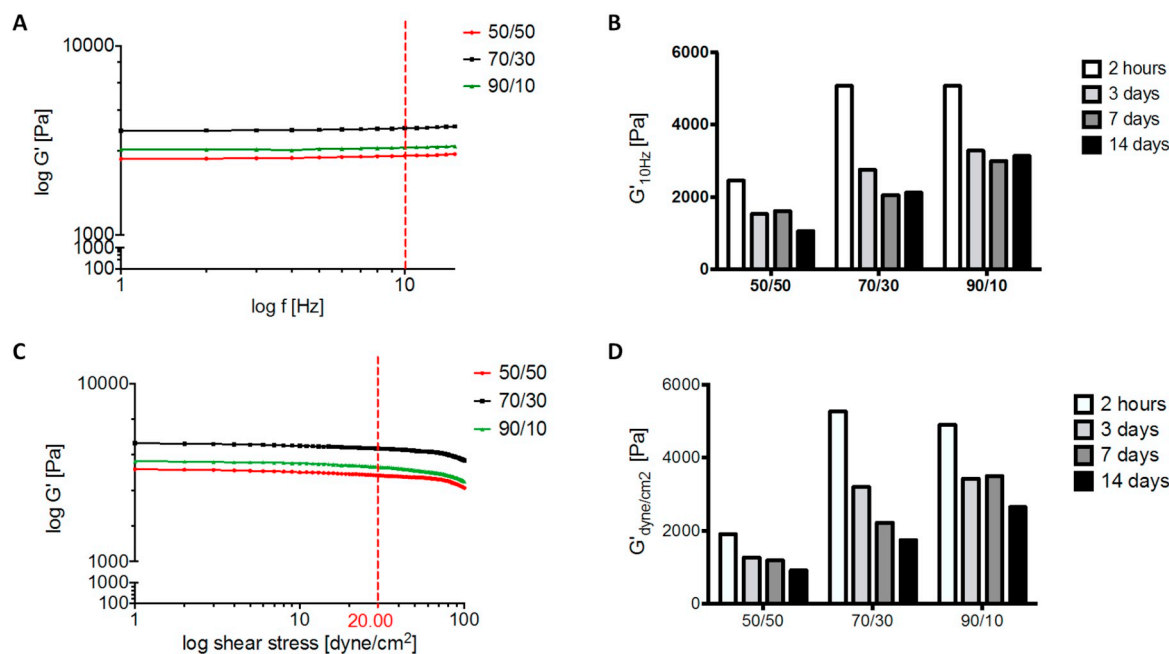 A
10000
1000
1000
100
log G' [Pa]
1
10
log f [Hz]
50/50
70/30
90/10
B
6000
4000
2000
0
G'10Hz [Pa]
50/50
70/30
90/10
2 hours
3 days
7 days
14 days
C
10000
1000
1000
100
log G' [Pa]
1
10
20.00
100
log shear stress [dyne/cm²]
50/50
70/30
90/10
D
6000
4000
2000
0
G'dyne/cm2 [Pa]
50/50
70/30
90/10
2 hours
3 days
7 days
14 days